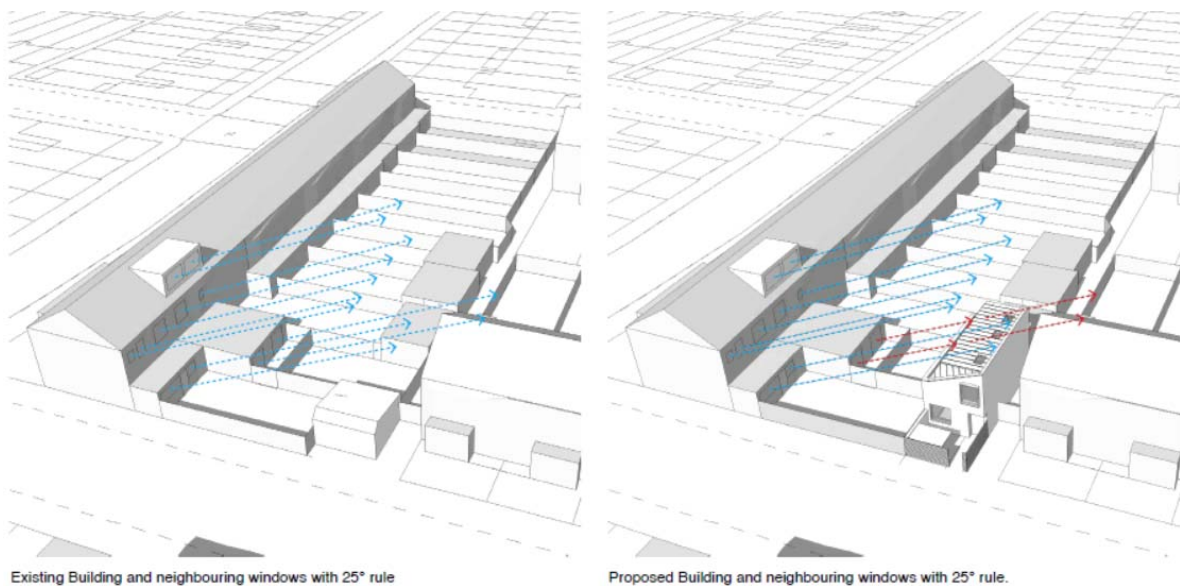 Existing Building and neighbouring windows with 25° rule
Proposed Building and neighbouring windows with 25° rule.